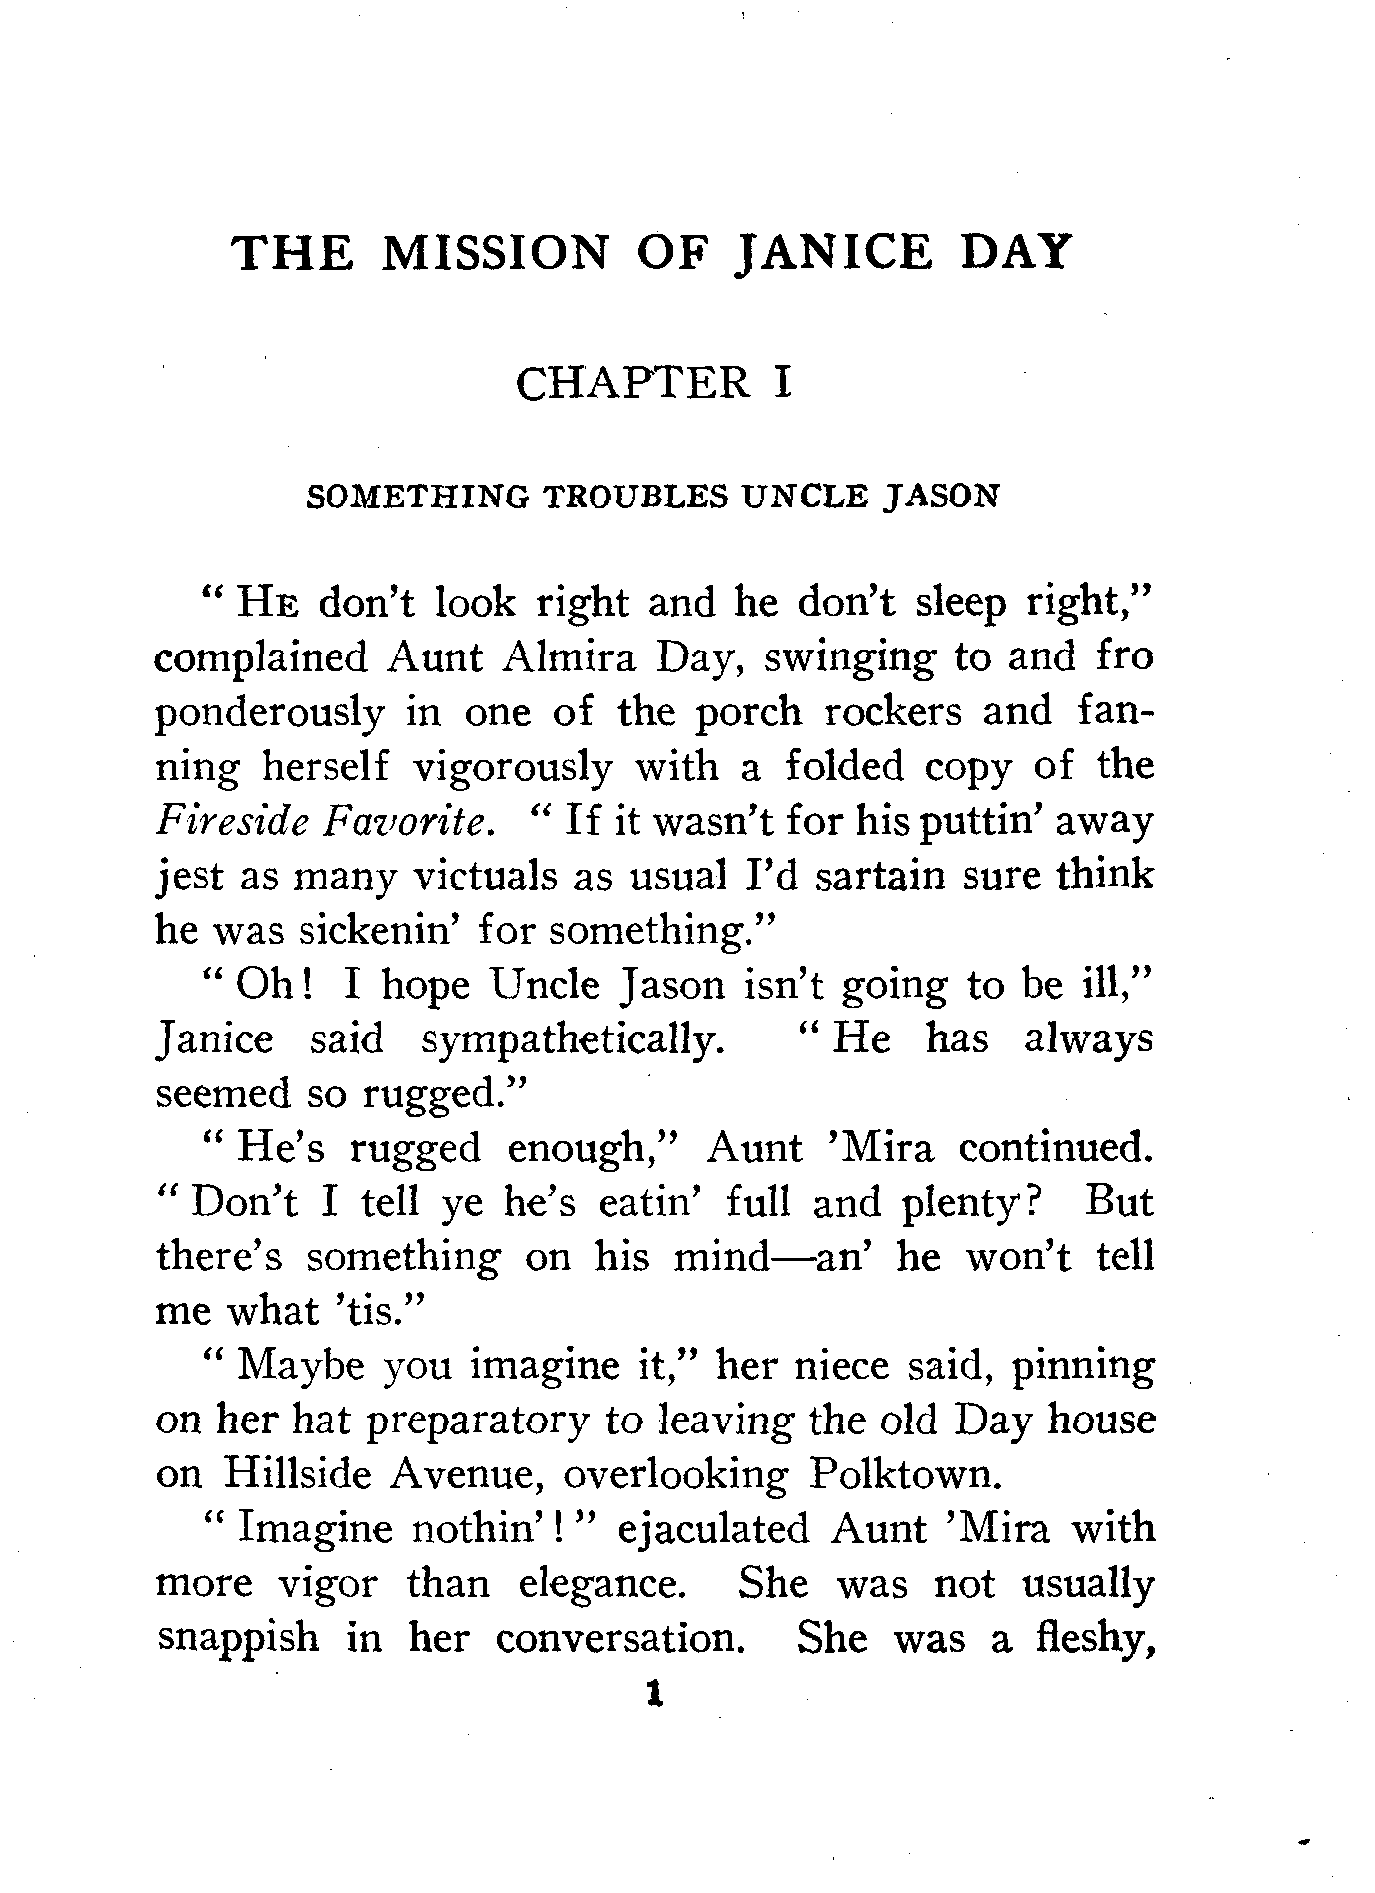 THE MISSION OF JANICE DAY
CHAPTER I
SOMETHING TROUBLES UNCLE JASON
“ HE don’t look right and he don’t sleep right,”
complained Aunt Almira Day, swinging to and fro
ponderously in one of the porch rockers and fan-
ning herself vigorously with a folded copy of the
Fireside Favorite. “ If it wasn’t for his puttin’ away
jest as many victuals as usual I’d sartain sure think
he was sickenin’ for something.”
“ Oh! I hope Uncle Jason isn’t going to be ill,”
Janice said sympathetically. “ He has always
seemed so rugged.”
“ He’s rugged enough,” Aunt ’Mira continued.
“ Don’t I tell ye he’s eatin’ full and plenty? But
there’s something on his mind—an’ he won’t tell
me what ’tis.”
“ Maybe you imagine it,” her niece said, pinning
on her hat preparatory to leaving the old Day house
on Hillside Avenue, overlooking Polktown.
“ Imagine nothin’! ” ejaculated Aunt ’Mira with
more vigor than elegance. She was not usually
snappish in her conversation. She was a fleshy,
1